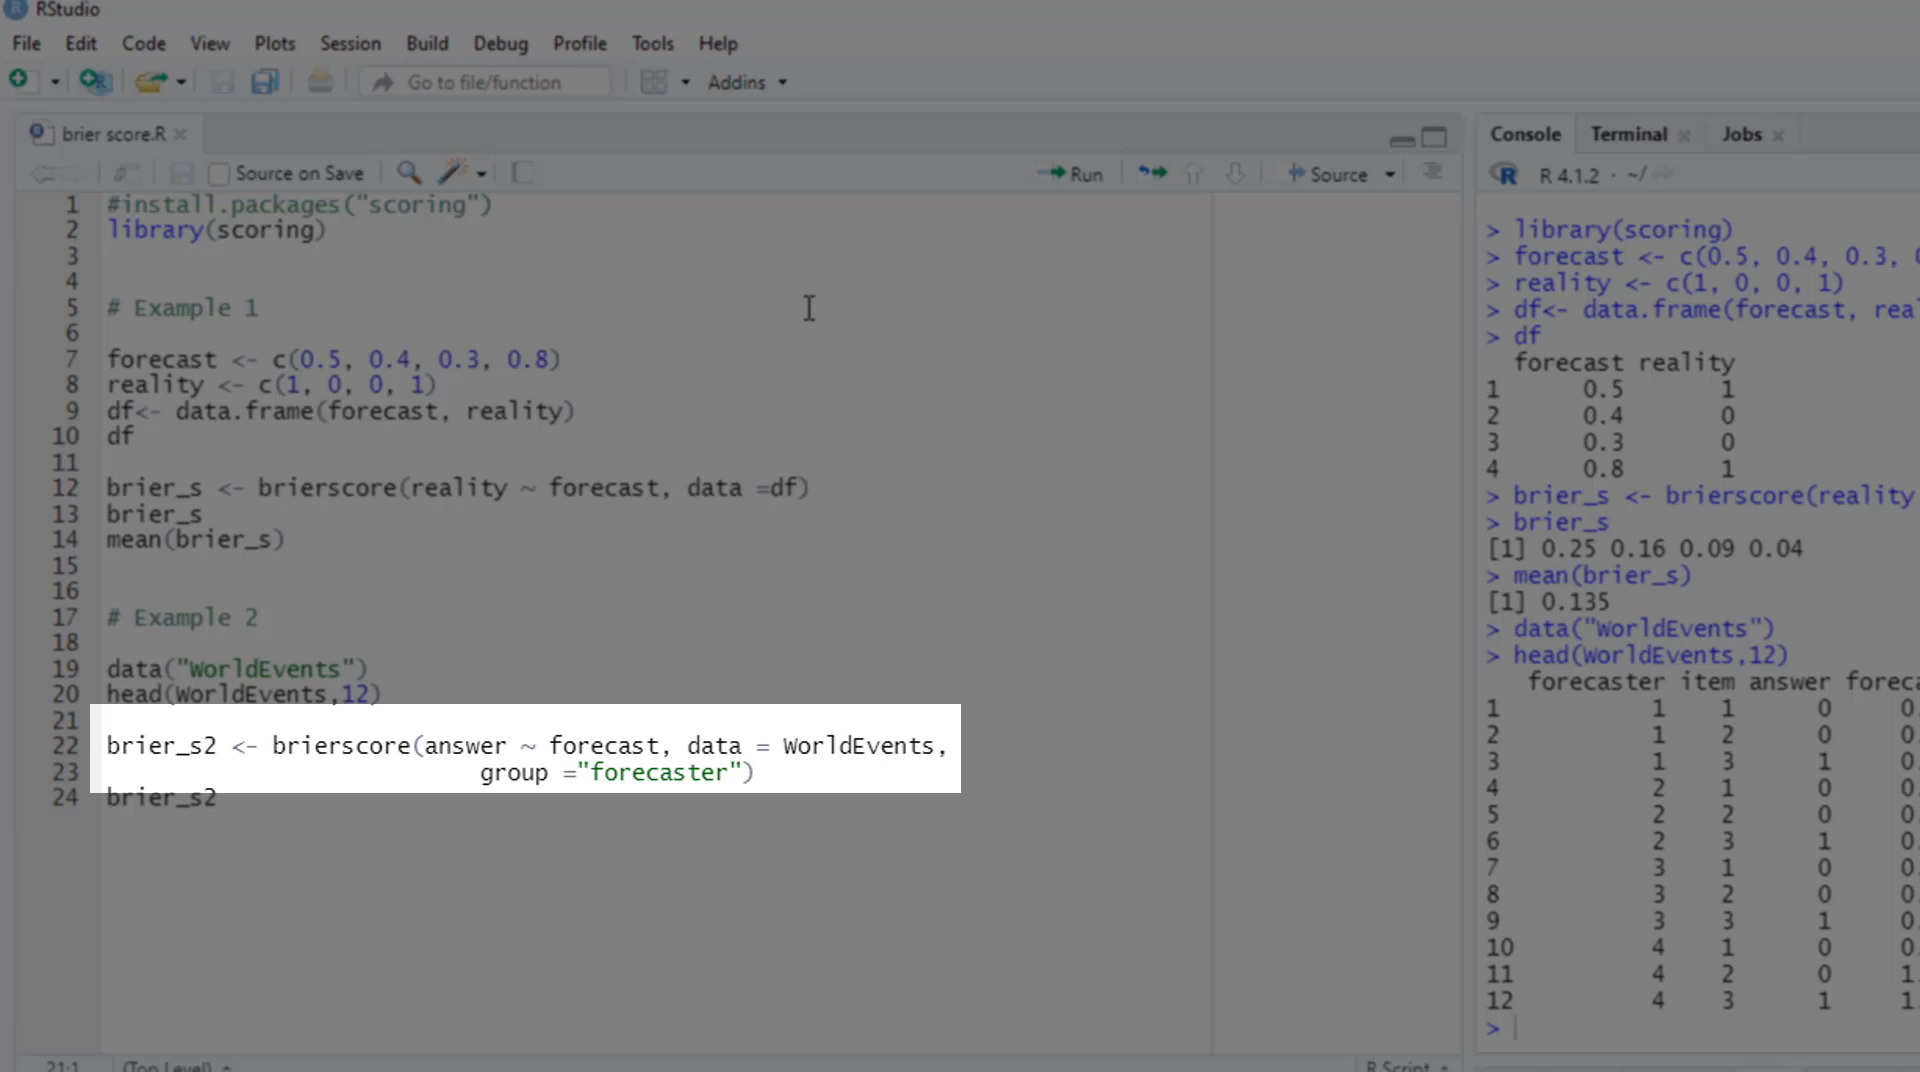 RStudio
File Edit Code View Plots Session Build Debug Profile Tools Help
Go to file/function Addins
brier score.R
Source on Save Run Source
1 #install.packages("scoring")
2 library(scoring)
3
4
5 # Example 1
6
7 forecast <- c(0.5, 0.4, 0.3, 0.8)
8 reality <- c(1, 0, 0, 1)
9 df<- data.frame(forecast, reality)
10 df
11
12 brier_s <- brierscore(reality ~ forecast, data =df)
13 brier_s
14 mean(brier_s)
15
16
17 # Example 2
18
19 data("WorldEvents")
20 head(WorldEvents,12)
21
22 brier_s2 <- brierscore(answer ~ forecast, data = WorldEvents,
23 group ="forecaster")
24 brier_s2
21:1 (Top Level) R Script
Console Terminal Jobs
R 4.1.2 · ~/
> library(scoring)
> forecast <- c(0.5, 0.4, 0.3,
> reality <- c(1, 0, 0, 1)
> df<- data.frame(forecast,
> df
forecast reality
1 0.5 1
2 0.4 0
3 0.3 0
4 0.8 1
> brier_s <- brierscore(reality
> brier_s
[1] 0.25 0.16 0.09 0.04
> mean(brier_s)
[1] 0.135
> data("WorldEvents")
> head(WorldEvents,12)
forecaster item answer
1 1 1 0
2 1 2 0
3 1 3 1
4 2 1 0
5 2 2 0
6 2 3 1
7 3 1 0
8 3 2 0
9 3 3 1
10 4 1 0
11 4 2 0
12 4 3 1
>